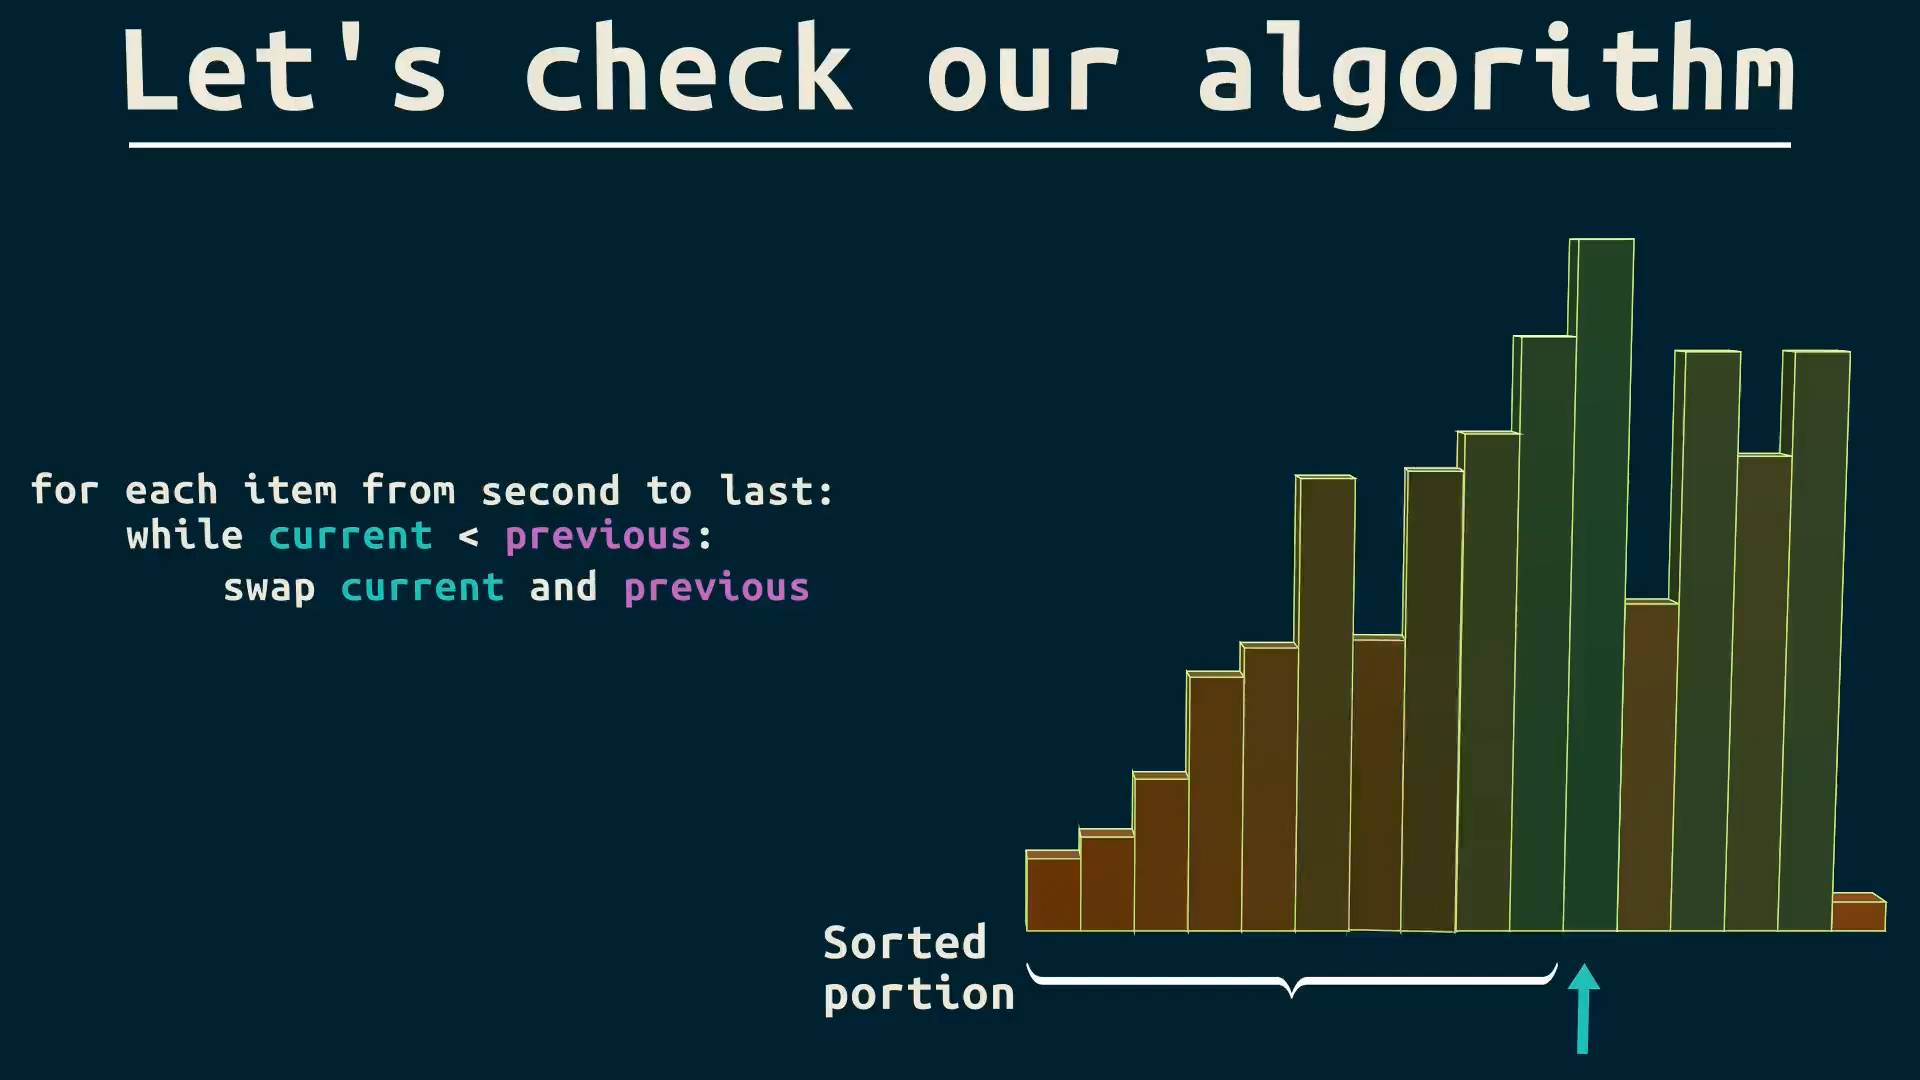 Let's check our algorithm
for each item from second to last:
while current < previous:
swap current and previous
Sorted
portion